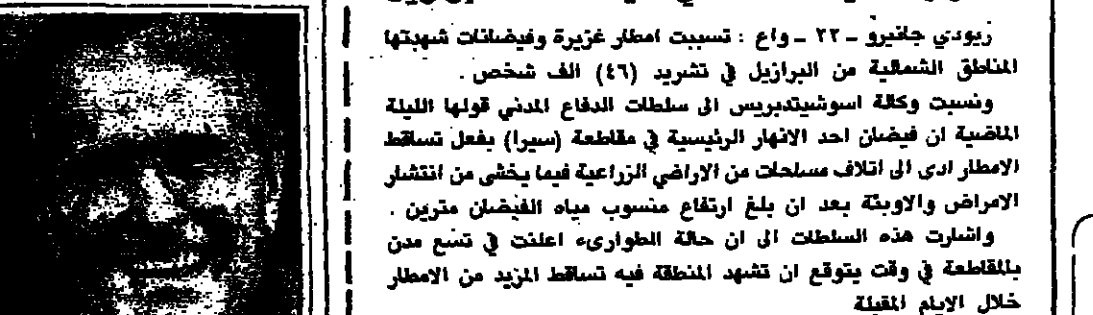 زيودي جانيرو ــ ٢٢ ــ واع : تسببت امطار غزيرة وفيضانات شهدتها
المناطق الشمالية من البرازيل في تشريد (٤٦) الف شخص .
ونسبت وكالة اسوشيتدبريس الى سلطات الدفاع المدني قولها الليلة
الماضية ان فيضان احد الانهار الرئيسية في مقاطعة (سيرا) بفعل تساقط
الامطار ادى الى اتلاف مساحات من الاراضي الزراعية فيما يخشى من انتشار
الامراض والاوبئة بعد ان بلغ ارتفاع منسوب مياه الفيضان مترين .
واشارت هذه السلطات الى ان حالة الطوارىء اعلنت في تسع مدن
بالمقاطعة في وقت يتوقع ان تشهد المنطقة فيه تساقط المزيد من الامطار
خلال الايام المقبلة